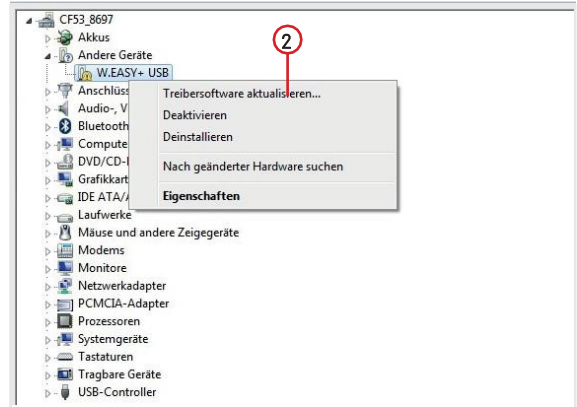 CF53_8697
Akkus
2
Andere Geräte
W.EASY+ USB
Anschlüss
Treibersoftware aktualisieren...
Audio-, V
Deaktivieren
Bluetooth
Deinstallieren
Compute
DVD/CD-
Nach geänderter Hardware suchen
Grafikkart
IDE ATA/
Eigenschaften
Laufwerke
Mäuse und andere Zeigegeräte
Modems
Monitore
Netzwerkadapter
PCMCIA-Adapter
Prozessoren
Systemgeräte
Tastaturen
Tragbare Geräte
USB-Controller